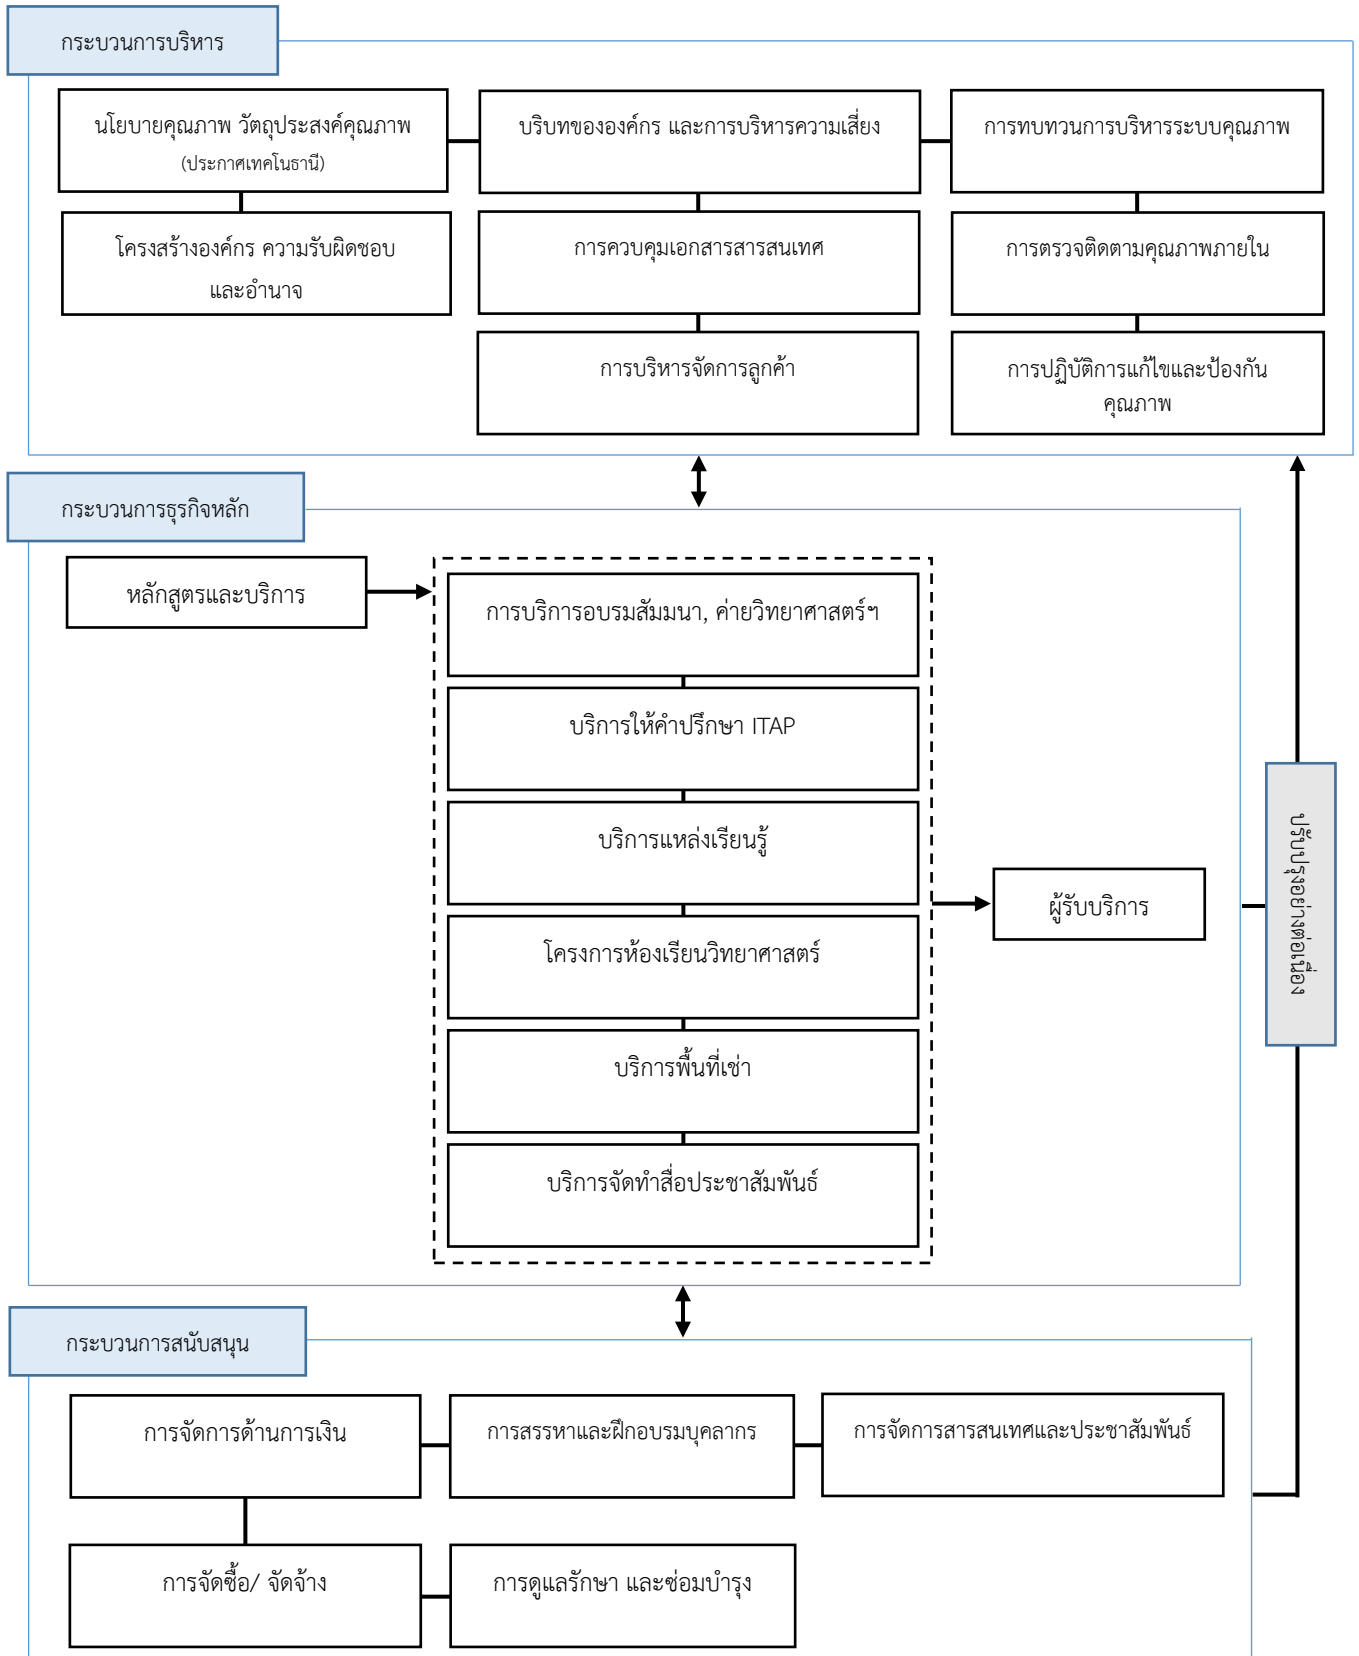 กระบวนการบริหาร
นโยบายคุณภาพ วัตถุประสงค์คุณภาพ
(ประกาศเทคโนธานี)
บริบทขององค์กร และการบริหารความเสี่ยง
การทบทวนการบริหารระบบคุณภาพ
โครงสร้างองค์กร ความรับผิดชอบ
และอำนาจ
การควบคุมเอกสารสารสนเทศ
การตรวจติดตามคุณภาพภายใน
การบริหารจัดการลูกค้า
การปฏิบัติการแก้ไขและป้องกัน
คุณภาพ
กระบวนการธุรกิจหลัก
หลักสูตรและบริการ
การบริการอบรมสัมมนา, ค่ายวิทยาศาสตร์ฯ
บริการให้คำปรึกษา ITAP
บริการแหล่งเรียนรู้
โครงการห้องเรียนวิทยาศาสตร์
บริการพื้นที่เช่า
บริการจัดทำสื่อประชาสัมพันธ์
ผู้รับบริการ
ปรับปรุงอย่างต่อเนื่อง
กระบวนการสนับสนุน
การจัดการด้านการเงิน
การสรรหาและฝึกอบรมบุคลากร
การจัดการสารสนเทศและประชาสัมพันธ์
การจัดซื้อ/ จัดจ้าง
การดูแลรักษา และซ่อมบำรุง